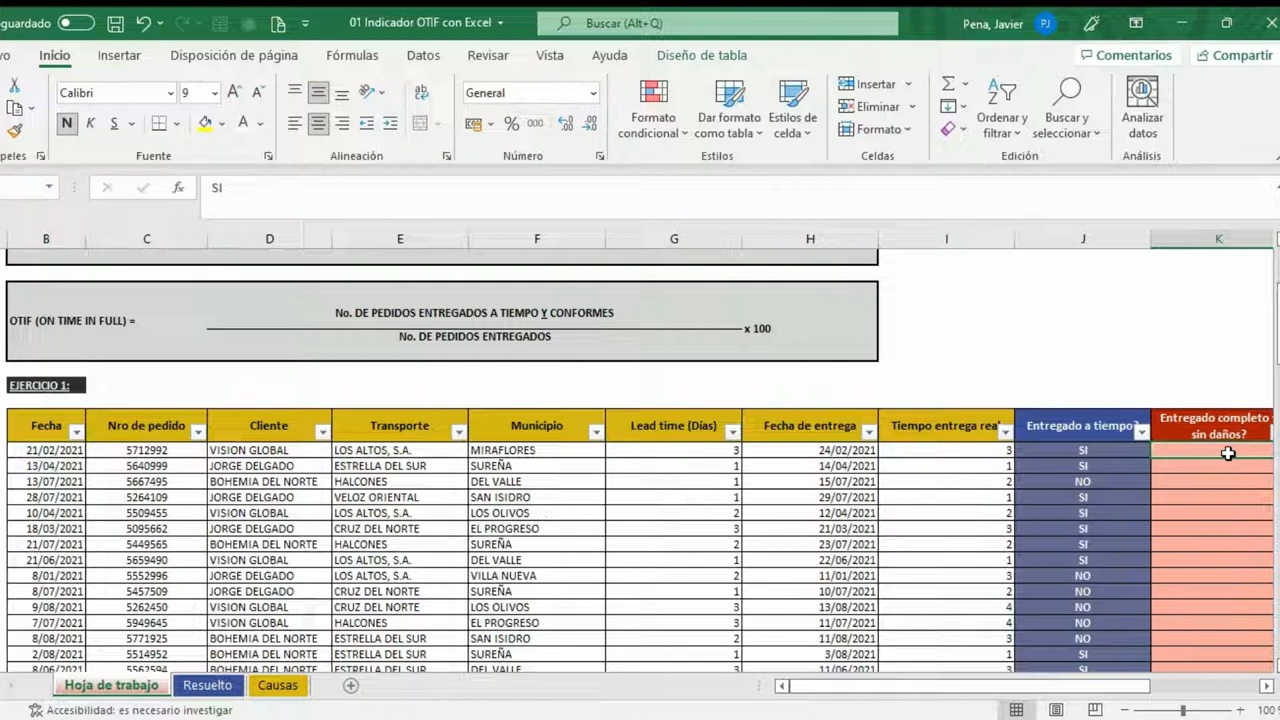 guardado
01 Indicador OTIF con Excel
Buscar (Alt+Q)
Pena, Javier
PJ
Inicio Insertar Disposición de página Fórmulas Datos Revisar Vista Ayuda Diseño de tabla Comentarios Compartir
Calibri 9 General
N K S
% 000
Formato condicional
Dar formato como tabla
Estilos de celda
Insertar
Eliminar
Formato
Ordenar y filtrar
Buscar y seleccionar
Analizar datos
peles Fuente Alineación Número Estilos Celdas Edición Análisis
fx SI
B C D E F G H I J K
OTIF (ON TIME IN FULL) =
No. DE PEDIDOS ENTREGADOS A TIEMPO Y CONFORMES
No. DE PEDIDOS ENTREGADOS
x 100
EJERCICIO 1:
Fecha Nro de pedido Cliente Transporte Municipio Lead time (Días) Fecha de entrega Tiempo entrega rea Entregado a tiempo? Entregado completo sin daños?
21/02/2021 5712992 VISION GLOBAL LOS ALTOS, S.A. MIRAFLORES 3 24/02/2021 3 SI
13/04/2021 5640999 JORGE DELGADO ESTRELLA DEL SUR SUREÑA 1 14/04/2021 1 SI
13/07/2021 5667495 BOHEMIA DEL NORTE HALCONES DEL VALLE 1 15/07/2021 2 NO
28/07/2021 5264109 JORGE DELGADO VELOZ ORIENTAL SAN ISIDRO 1 29/07/2021 1 SI
10/04/2021 5509455 VISION GLOBAL LOS ALTOS, S.A. LOS OLIVOS 2 12/04/2021 2 SI
18/03/2021 5095662 JORGE DELGADO CRUZ DEL NORTE EL PROGRESO 3 21/03/2021 3 SI
21/07/2021 5449565 BOHEMIA DEL NORTE HALCONES SUREÑA 2 23/07/2021 2 SI
21/06/2021 5659490 VISION GLOBAL LOS ALTOS, S.A. DEL VALLE 1 22/06/2021 1 SI
8/01/2021 5552996 JORGE DELGADO LOS ALTOS, S.A. VILLA NUEVA 2 11/01/2021 3 NO
8/07/2021 5457509 JORGE DELGADO LOS ALTOS, S.A. SUREÑA 1 10/07/2021 2 NO
9/08/2021 5262450 VISION GLOBAL CRUZ DEL NORTE LOS OLIVOS 3 13/08/2021 4 NO
7/07/2021 5949645 VISION GLOBAL HALCONES EL PROGRESO 3 11/07/2021 4 NO
8/08/2021 5771925 BOHEMIA DEL NORTE ESTRELLA DEL SUR SAN ISIDRO 2 11/08/2021 3 NO
2/08/2021 5514952 BOHEMIA DEL NORTE ESTRELLA DEL SUR SUREÑA 1 3/08/2021 1 SI
8/06/2021 5562594 BOHEMIA DEL NORTE ESTRELLA DEL SUR DEL VALLE 3 11/06/2021 3 SI
Hoja de trabajo Resuelto Causas
Accesibilidad: es necesario investigar
100